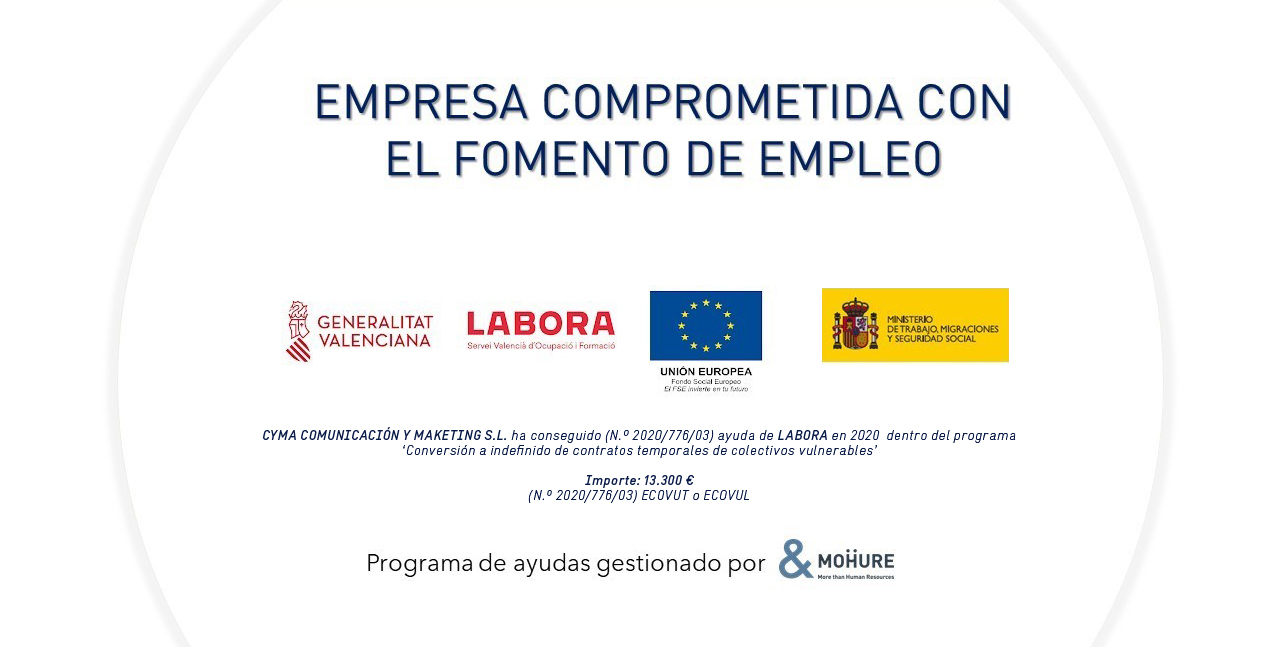 EMPRESA COMPROMETIDA CON
EL FOMENTO DE EMPLEO
GENERALITAT
VALENCIANA
LABORA
Servei Valencià d'Ocupació i Formació
UNIÓN EUROPEA
Fondo Social Europeo
El FSE invierte en tu futuro
MINISTERIO
DE TRABAJO, MIGRACIONES
Y SEGURIDAD SOCIAL
CYMA COMUNICACIÓN Y MAKETING S.L. ha conseguido (N.º 2020/776/03) ayuda de LABORA en 2020 dentro del programa
‘Conversión a indefinido de contratos temporales de colectivos vulnerables’
Importe: 13.300 €
(N.º 2020/776/03) ECOVUT o ECOVUL
Programa de ayudas gestionado por
& MOHURE
More than Human Resources